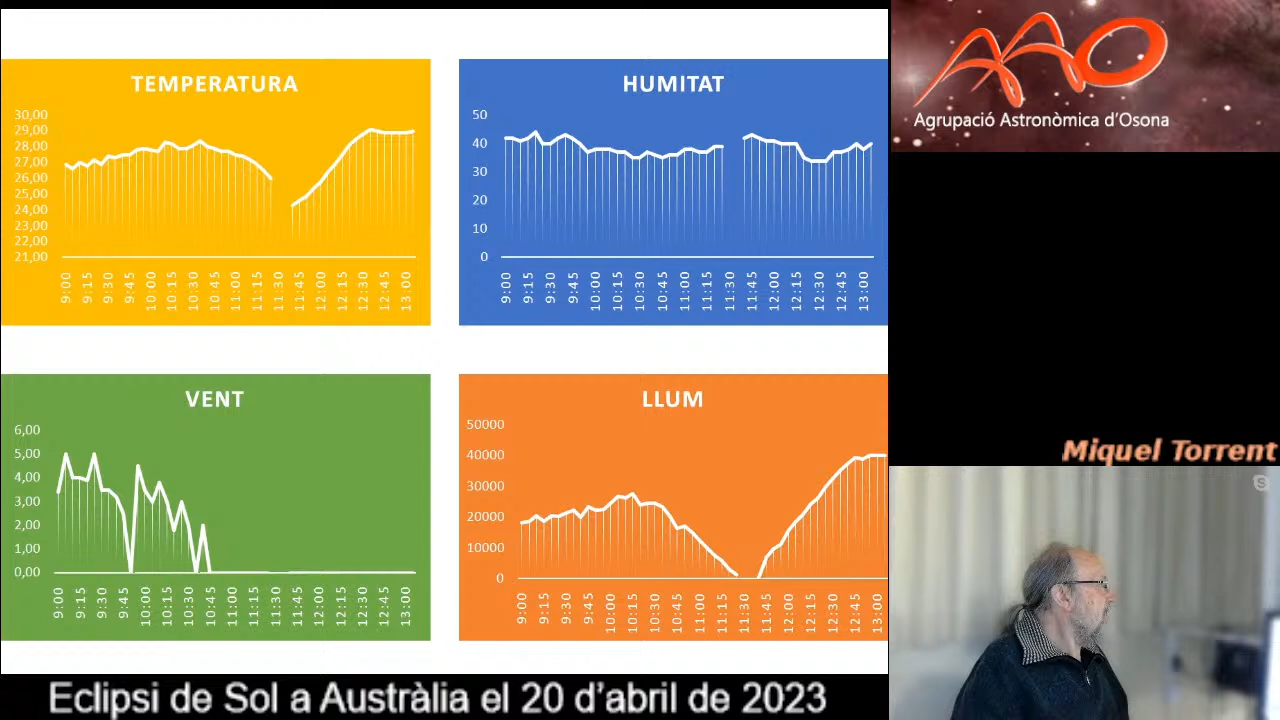 TEMPERATURA
30,00
29,00
28,00
27,00
26,00
25,00
24,00
23,00
22,00
21,00
9:00 9:15 9:30 9:45 10:00 10:15 10:30 10:45 11:00 11:15 11:30 11:45 12:00 12:15 12:30 12:45 13:00
HUMITAT
50
40
30
20
10
0
9:00 9:15 9:30 9:45 10:00 10:15 10:30 10:45 11:00 11:15 11:30 11:45 12:00 12:15 12:30 12:45 13:00
VENT
6,00
5,00
4,00
3,00
2,00
1,00
0,00
9:00 9:15 9:30 9:45 10:00 10:15 10:30 10:45 11:00 11:15 11:30 11:45 12:00 12:15 12:30 12:45 13:00
LLUM
50000
40000
30000
20000
10000
0
9:00 9:15 9:30 9:45 10:00 10:15 10:30 10:45 11:00 11:15 11:30 11:45 12:00 12:15 12:30 12:45 13:00
AAO
Agrupació Astronòmica d'Osona
Miquel Torrent
Eclipsi de Sol a Austràlia el 20 d'abril de 2023